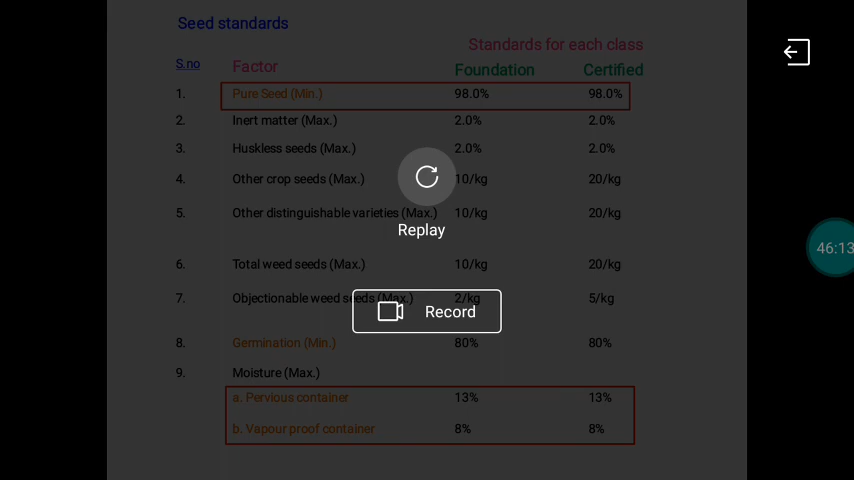 Seed standards
Standards for each class
S.no Factor Foundation Certified
1. Pure Seed (Min.) 98.0% 98.0%
2. Inert matter (Max.) 2.0% 2.0%
3. Huskless seeds (Max.) 2.0% 2.0%
4. Other crop seeds (Max.) 10/kg 20/kg
5. Other distinguishable varieties (Max.) 10/kg 20/kg
Replay
46:13
6. Total weed seeds (Max.) 10/kg 20/kg
7. Objectionable weed seeds (Max.) 2/kg 5/kg
Record
8. Germination (Min.) 80% 80%
9. Moisture (Max.)
a. Pervious container 13% 13%
b. Vapour proof container 8% 8%